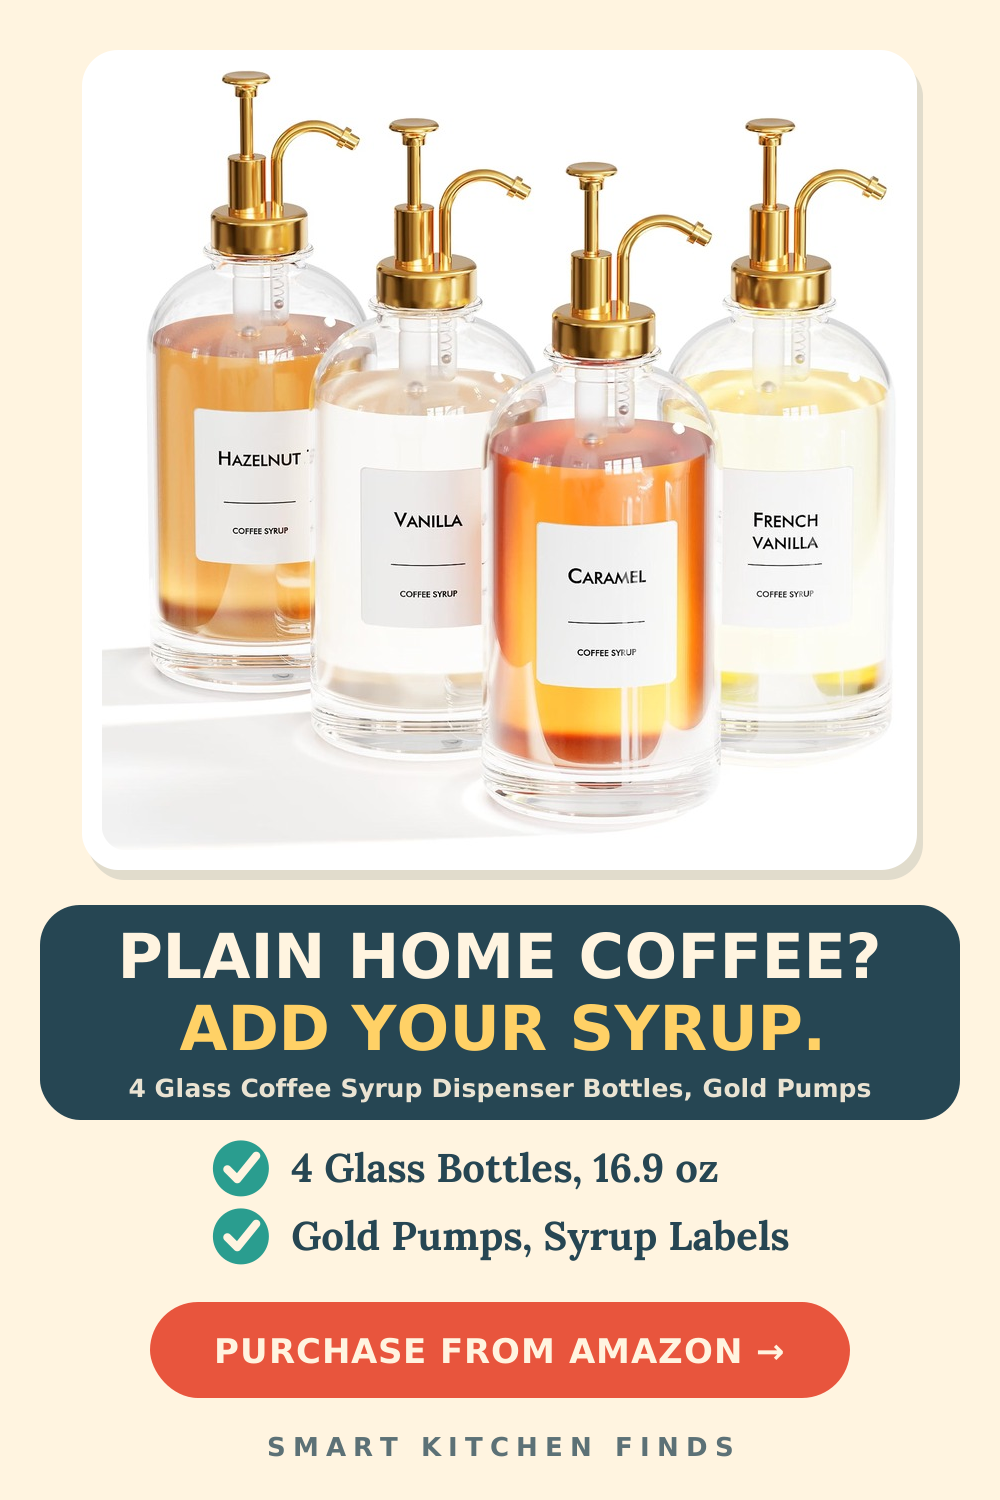 HAZELNUT
COFFEE SYRUP
VANILLA
COFFEE SYRUP
CARAMEL
COFFEE SYRUP
FRENCH
VANILLA
COFFEE SYRUP
PLAIN HOME COFFEE?
ADD YOUR SYRUP.
4 Glass Coffee Syrup Dispenser Bottles, Gold Pumps
4 Glass Bottles, 16.9 oz
Gold Pumps, Syrup Labels
PURCHASE FROM AMAZON →
SMART KITCHEN FINDS